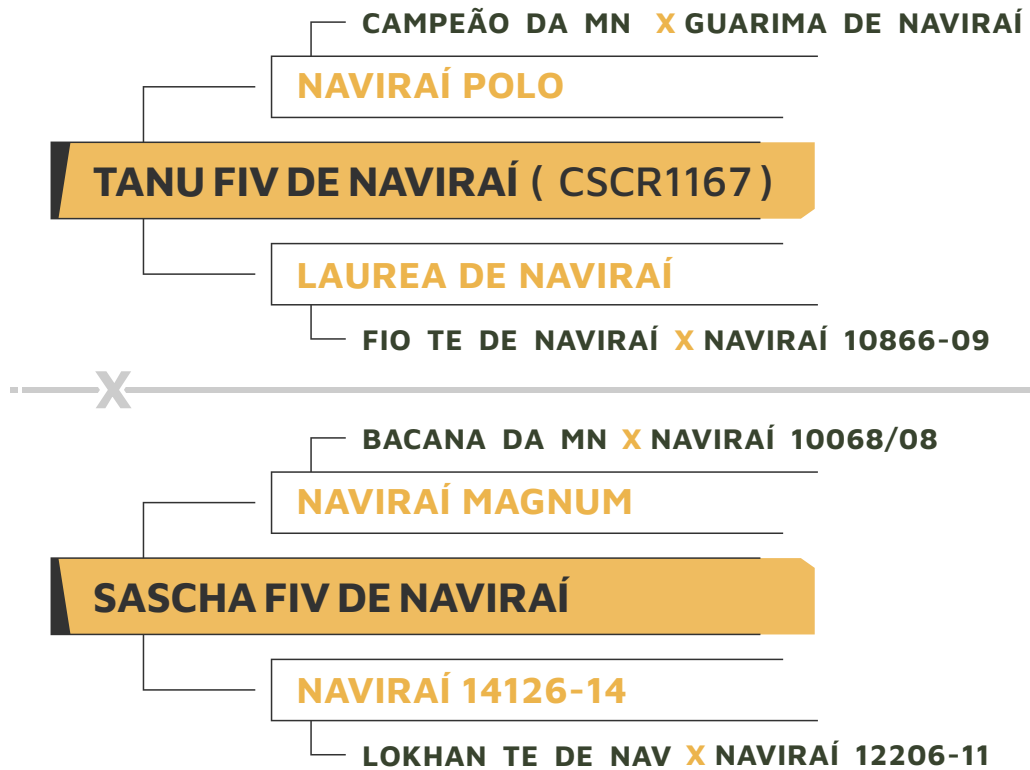 CAMPEÃO DA MN X GUARIMA DE NAVIRAÍ
NAVIRAÍ POLO
TANU FIV DE NAVIRAÍ ( CSCR1167 )
LAUREA DE NAVIRAÍ
FIO TE DE NAVIRAÍ X NAVIRAÍ 10866-09
X
BACANA DA MN X NAVIRAÍ 10068/08
NAVIRAÍ MAGNUM
SASCHA FIV DE NAVIRAÍ
NAVIRAÍ 14126-14
LOKHAN TE DE NAV X NAVIRAÍ 12206-11